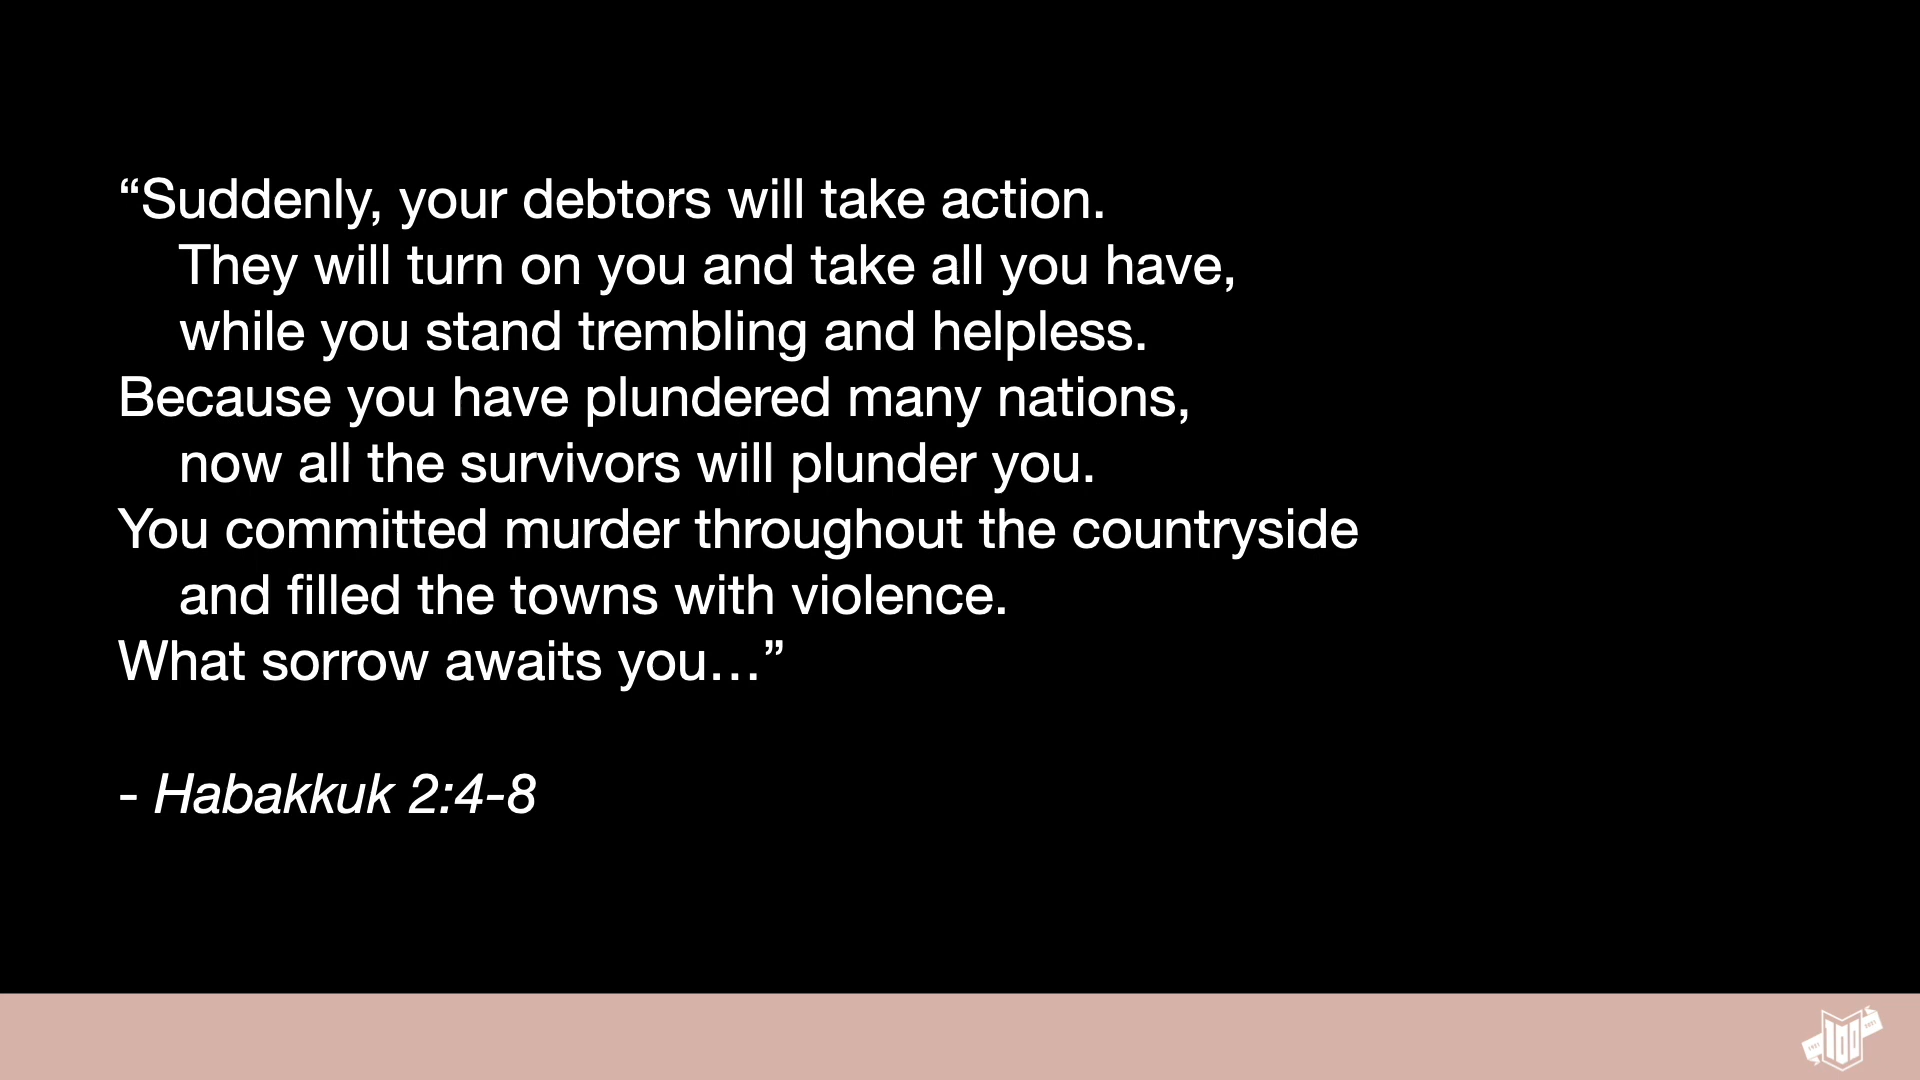 “Suddenly, your debtors will take action.
They will turn on you and take all you have,
while you stand trembling and helpless.
Because you have plundered many nations,
now all the survivors will plunder you.
You committed murder throughout the countryside
and filled the towns with violence.
What sorrow awaits you…”
- Habakkuk 2:4-8
100